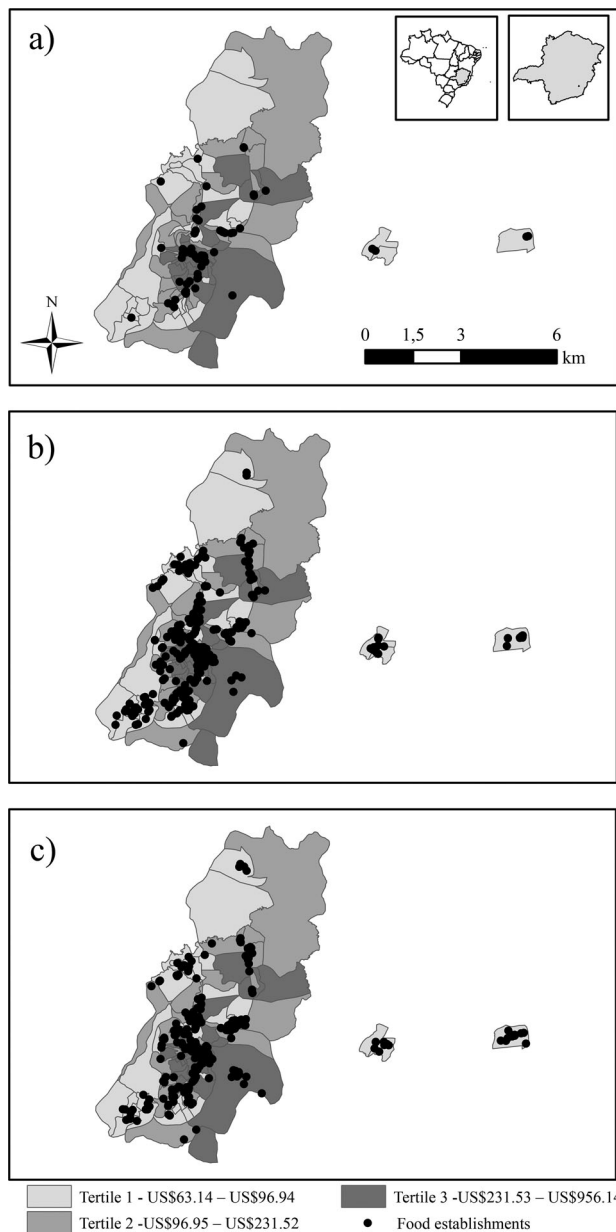 a)
N
0 1,5 3 6
km
b)
c)
Tertile 1 - US$63.14 – US$96.94
Tertile 3 -US$231.53 – US$956.14
Tertile 2 -US$96.95 – US$231.52
Food establishments